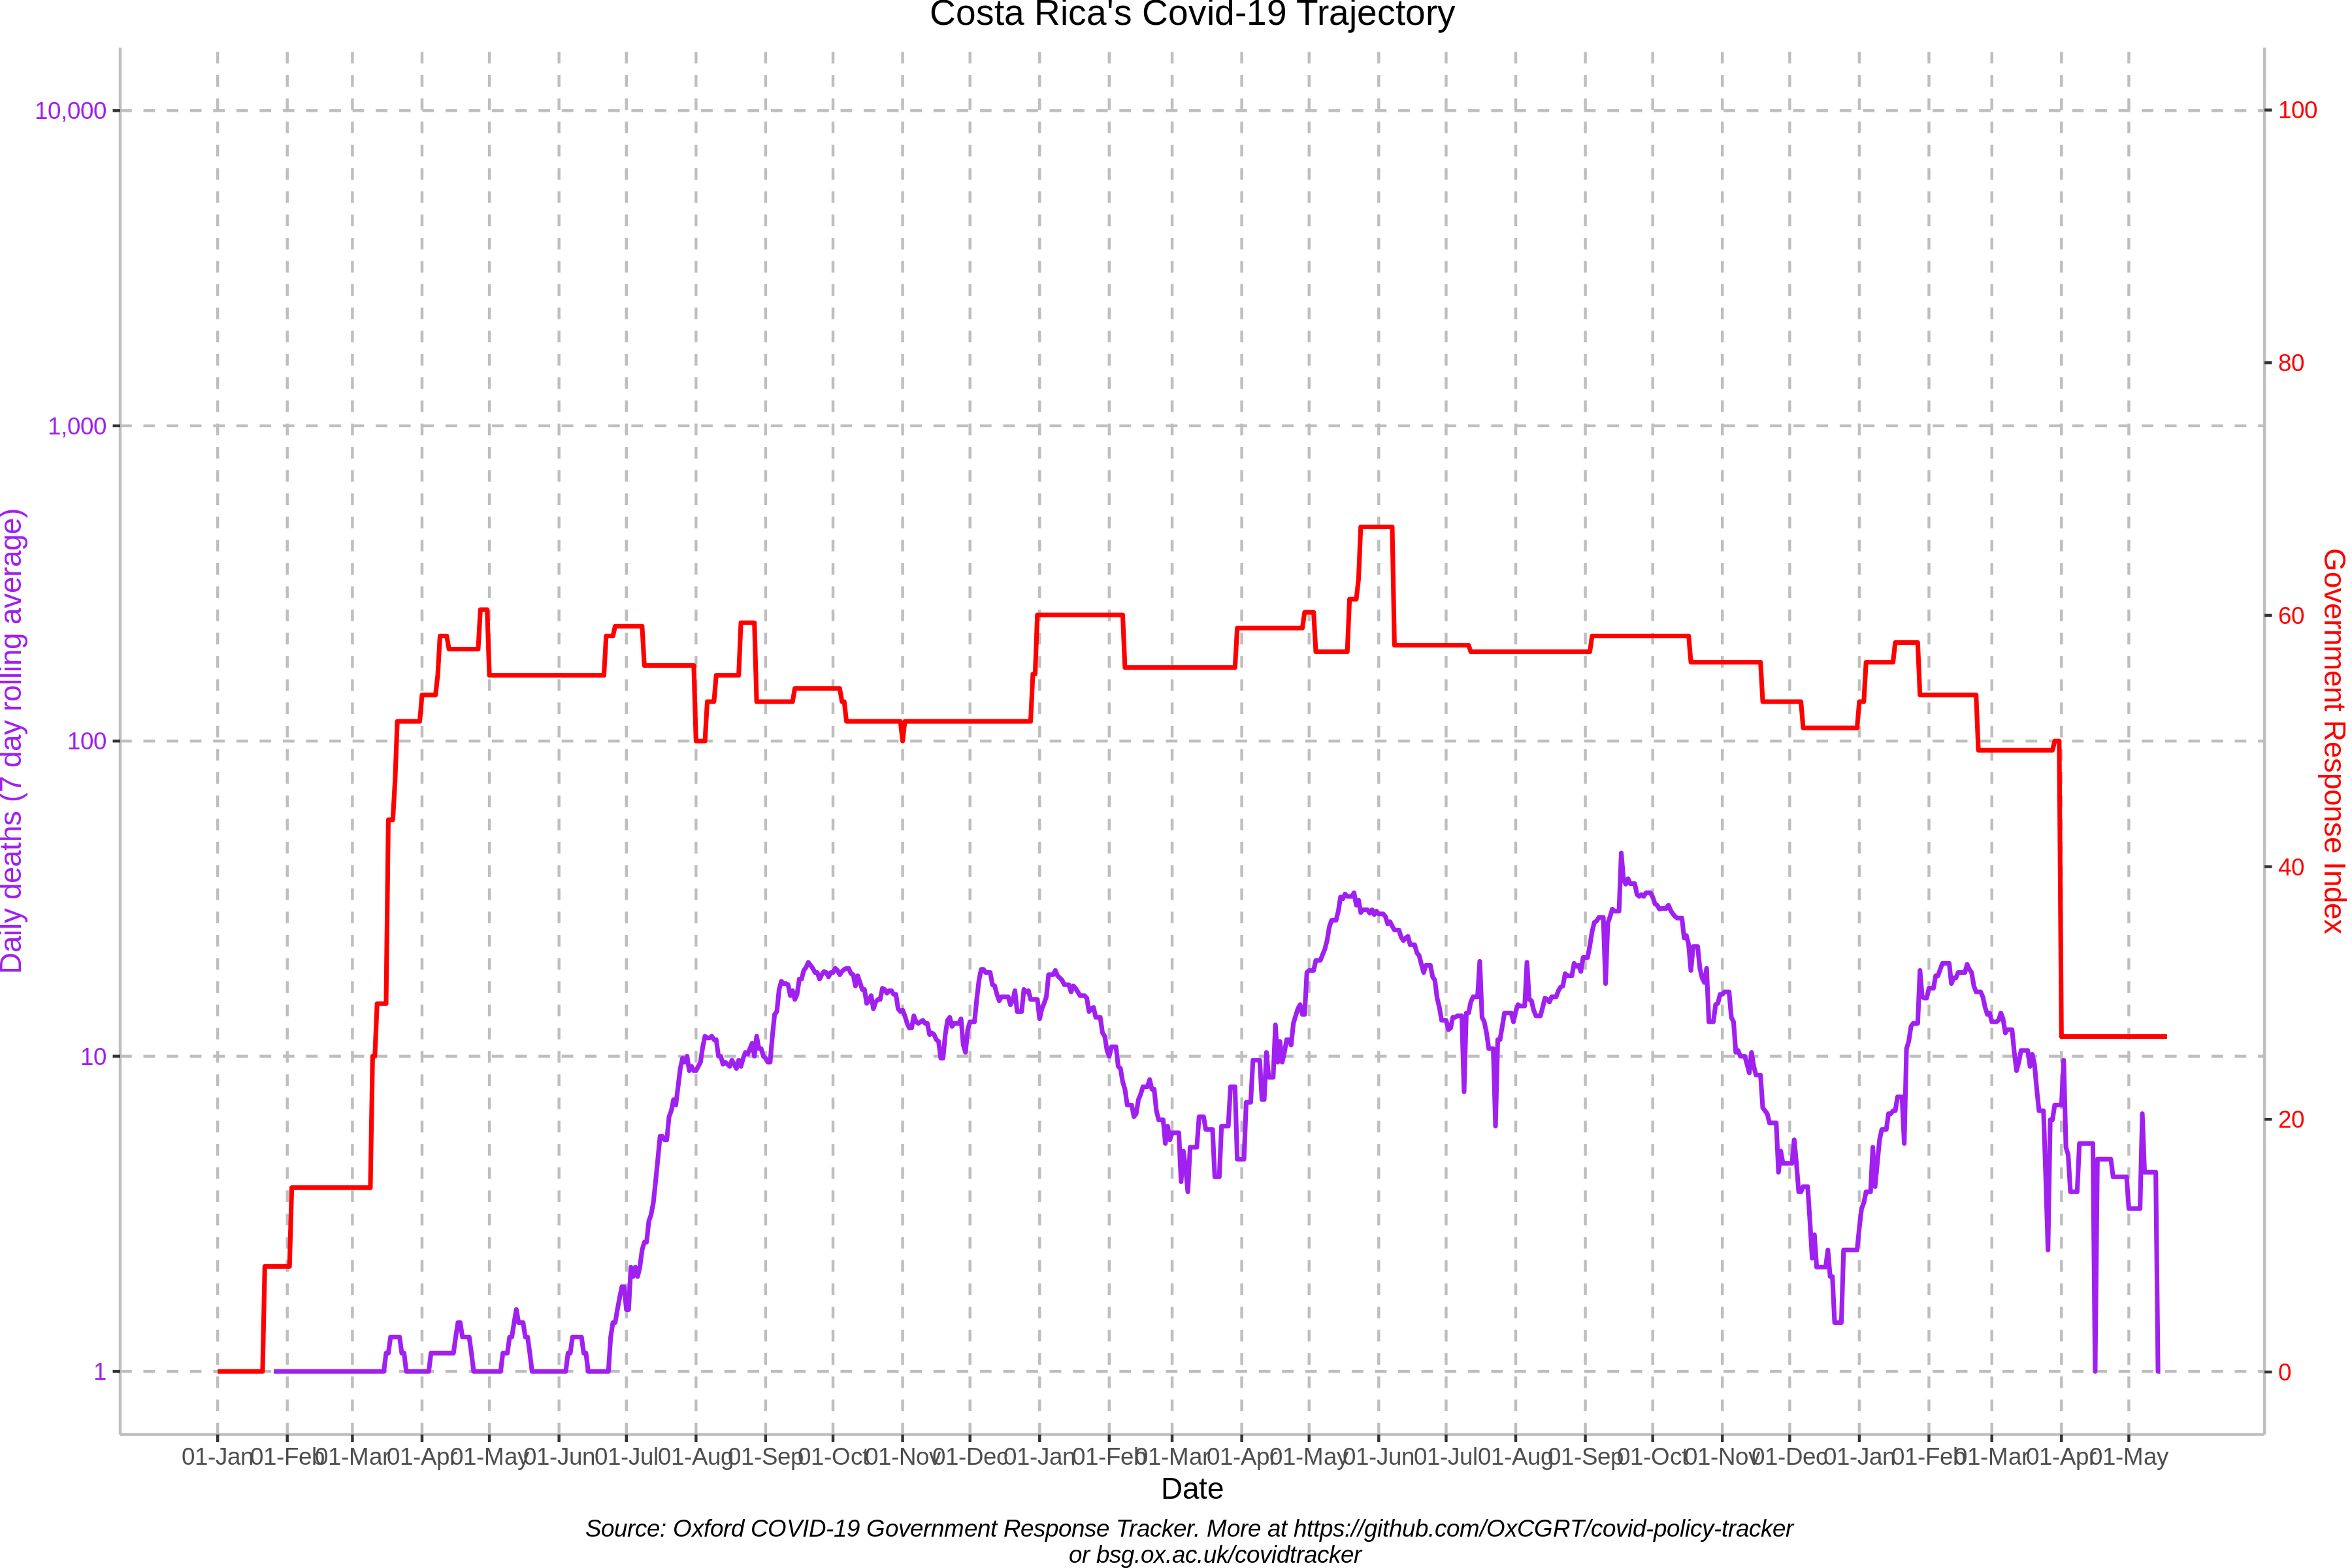 Costa Rica's Covid-19 Trajectory
10,000
1,000
100
10
1
Daily deaths (7 day rolling average)
100
80
60
40
20
0
Government Response Index
01-Jan 01-Feb 01-Mar 01-Apr 01-May 01-Jun 01-Jul 01-Aug 01-Sep 01-Oct 01-Nov 01-Dec 01-Jan 01-Feb 01-Mar 01-Apr 01-May 01-Jun 01-Jul 01-Aug 01-Sep 01-Oct 01-Nov 01-Dec 01-Jan 01-Feb 01-Mar 01-Apr 01-May
Date
Source: Oxford COVID-19 Government Response Tracker. More at https://github.com/OxCGRT/covid-policy-tracker
or bsg.ox.ac.uk/covidtracker